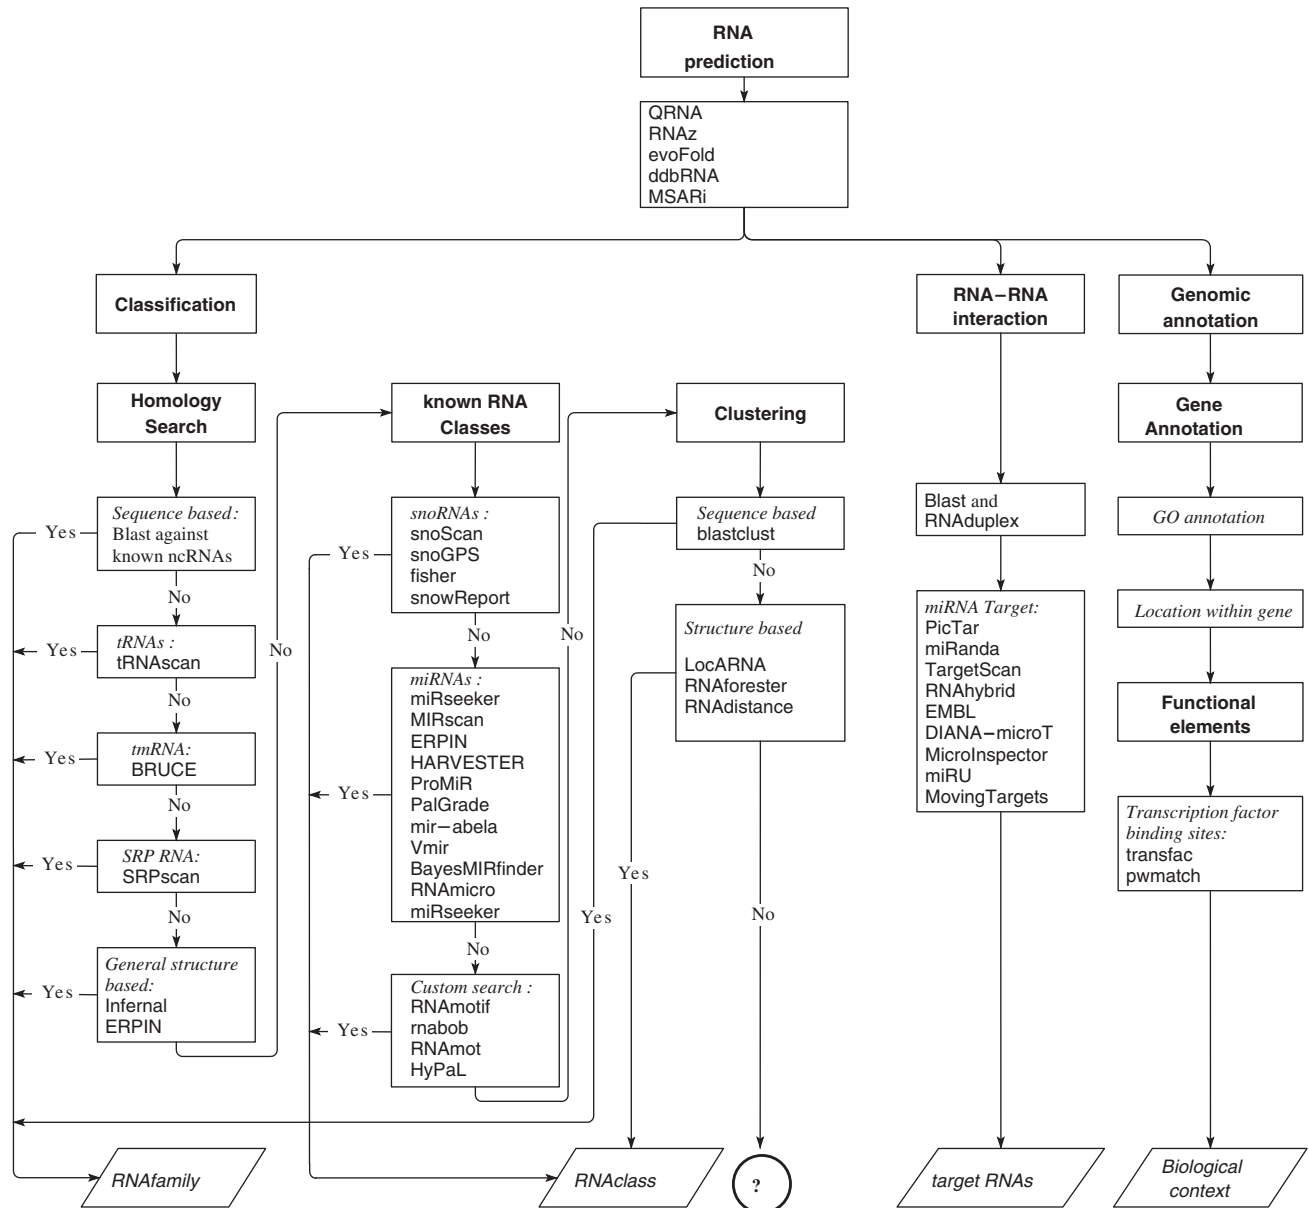 RNA
prediction
QRNA
RNAz
evoFold
ddbRNA
MSARi
Classification
Homology
Search
Sequence based:
Blast against
known ncRNAs
Yes
No
tRNAs :
tRNAscan
Yes
No
tmRNA:
BRUCE
Yes
No
SRP RNA:
SRPscan
Yes
No
General structure
based:
Infernal
ERPIN
Yes
No
RNAfamily
known RNA
Classes
snoRNAs :
snoScan
snoGPS
fisher
snowReport
Yes
No
miRNAs :
miRseeker
MIRscan
ERPIN
HARVESTER
ProMiR
PalGrade
mir−abela
Vmir
BayesMIRfinder
RNAmicro
miRseeker
Yes
No
Custom search :
RNAmotif
rnabob
RNAmot
HyPaL
Yes
No
Clustering
Sequence based
blastclust
Yes
No
Structure based
LocARNA
RNAforester
RNAdistance
Yes
No
RNAclass
?
RNA−RNA
interaction
Blast and
RNAduplex
miRNA Target:
PicTar
miRanda
TargetScan
RNAhybrid
EMBL
DIANA−microT
MicroInspector
miRU
MovingTargets
target RNAs
Genomic
annotation
Gene
Annotation
GO annotation
Location within gene
Functional
elements
Transcription factor
binding sites:
transfac
pwmatch
Biological
context